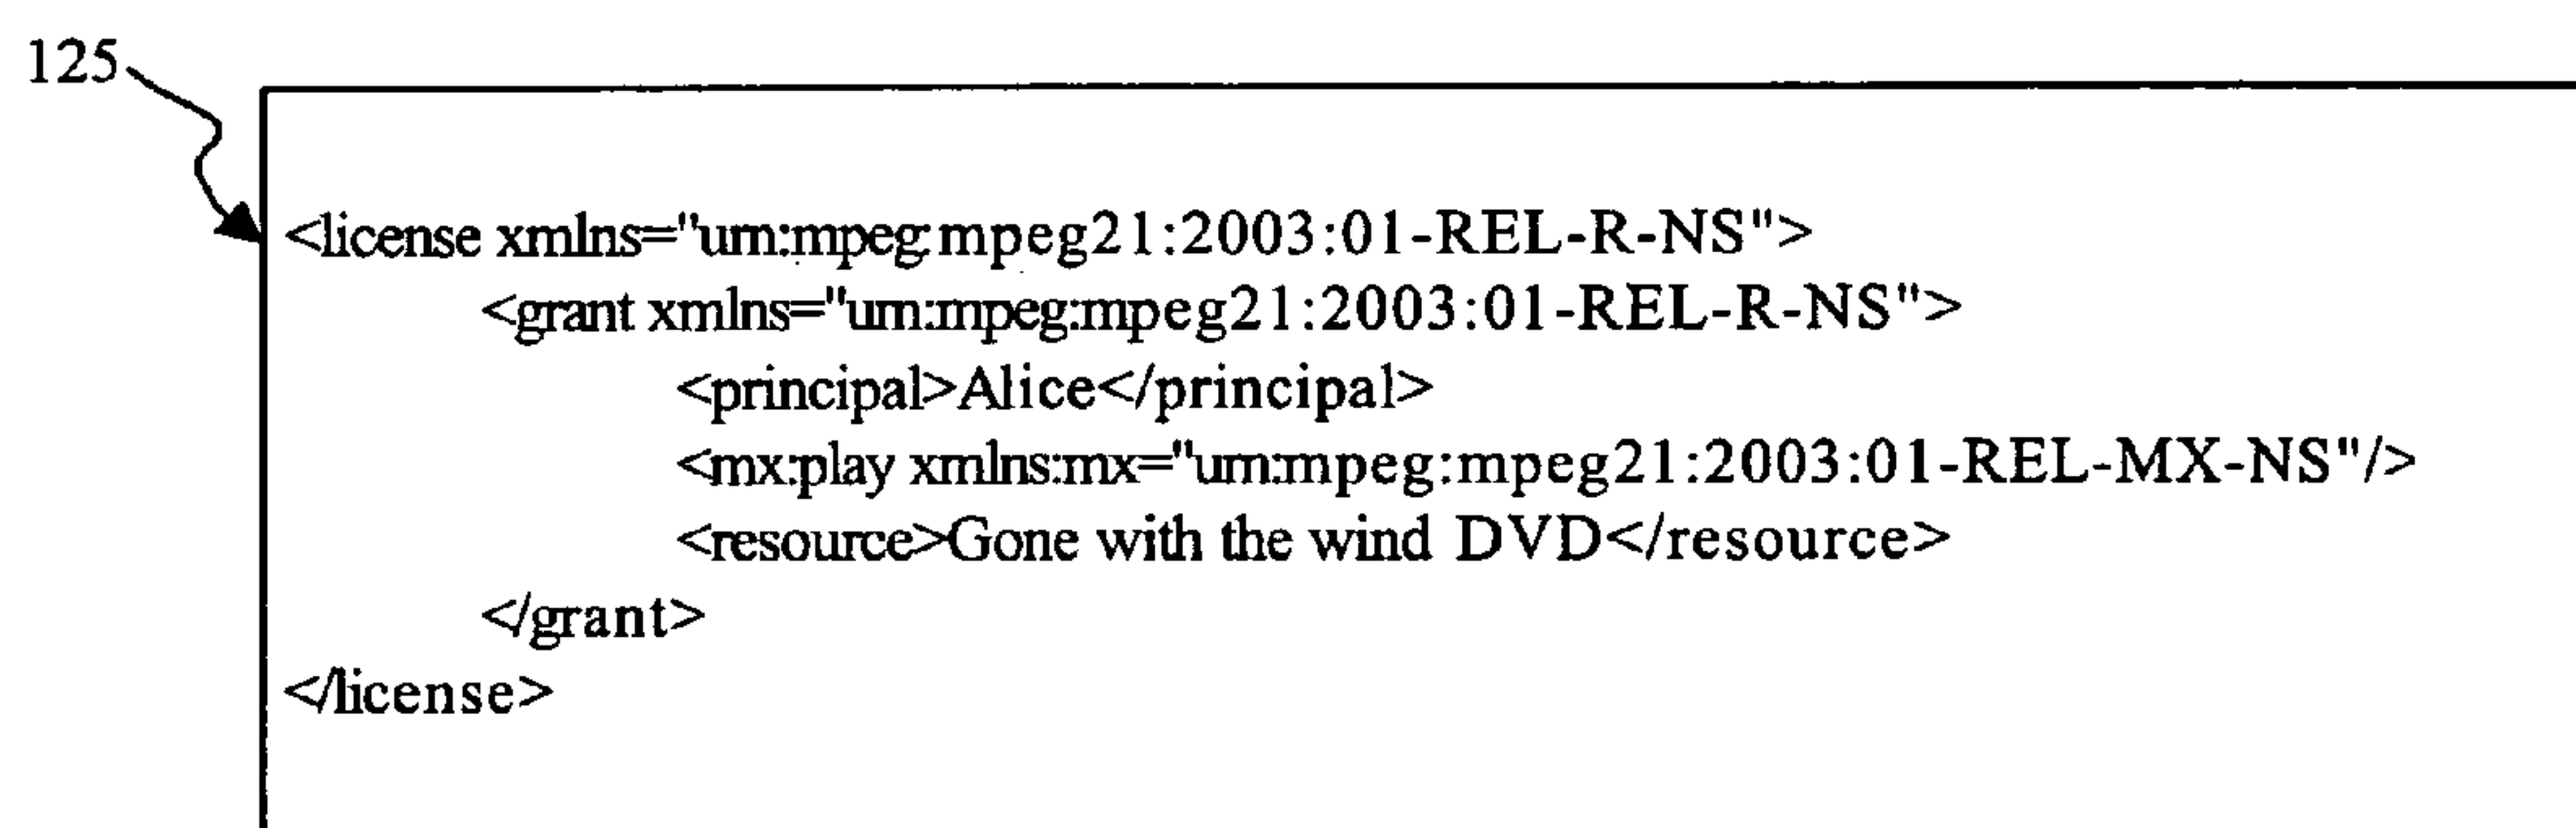 125
<license xmlns="urn:mpeg:mpeg21:2003:01-REL-R-NS">
<grant xmlns="urn:mpeg:mpeg21:2003:01-REL-R-NS">
<principal>Alice</principal>
<mx:play xmlns:mx="urn:mpeg:mpeg21:2003:01-REL-MX-NS"/>
<resource>Gone with the wind DVD</resource>
</grant>
</license>